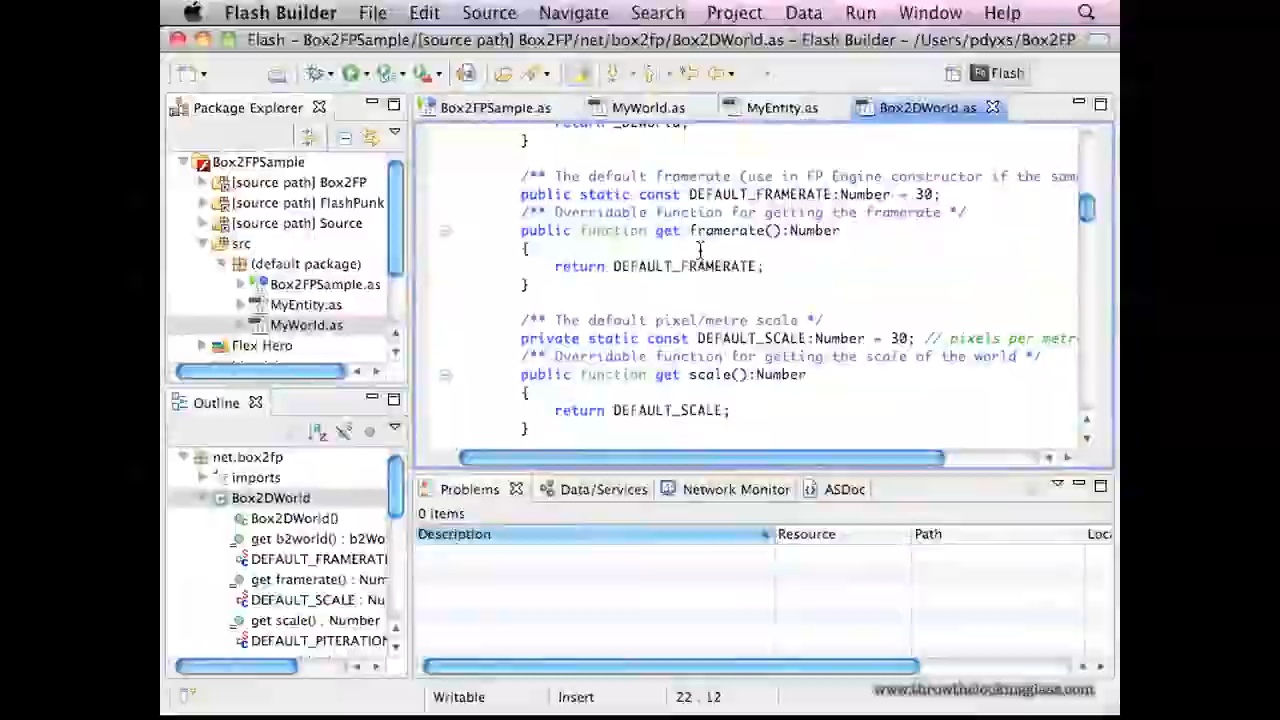 Flash Builder File Edit Source Navigate Search Project Data Run Window Help
Flash – Box2FPSample/[source path] Box2FP/net/box2fp/Box2DWorld.as – Flash Builder – /Users/pdyxs/Box2FP
Flash
Package Explorer
Box2FPSample.as MyWorld.as MyEntity.as Box2DWorld.as
Box2FPSample
[source path] Box2FP
[source path] FlashPunk
[source path] Source
src
(default package)
Box2FPSample.as
MyEntity.as
MyWorld.as
Flex Hero
}
/** The default framerate (use in FP Engine constructor if the sam
public static const DEFAULT_FRAMERATE:Number = 30;
/** Overridable function for getting the framerate */
public function get framerate():Number
{
return DEFAULT_FRAMERATE;
}
/** The default pixel/metre scale */
private static const DEFAULT_SCALE:Number = 30; // pixels per metr
/** Overridable function for getting the scale of the world */
public function get scale():Number
{
return DEFAULT_SCALE;
}
Outline
net.box2fp
imports
Box2DWorld
Box2DWorld()
get b2world() : b2Wo
DEFAULT_FRAMERAT
get framerate() : Num
DEFAULT_SCALE : Nu
get scale() : Number
DEFAULT_PITERATION
Problems Data/Services Network Monitor ASDoc
0 items
Description Resource Path Loc
Writable Insert 22 : 12
www.throwthelookingglass.com